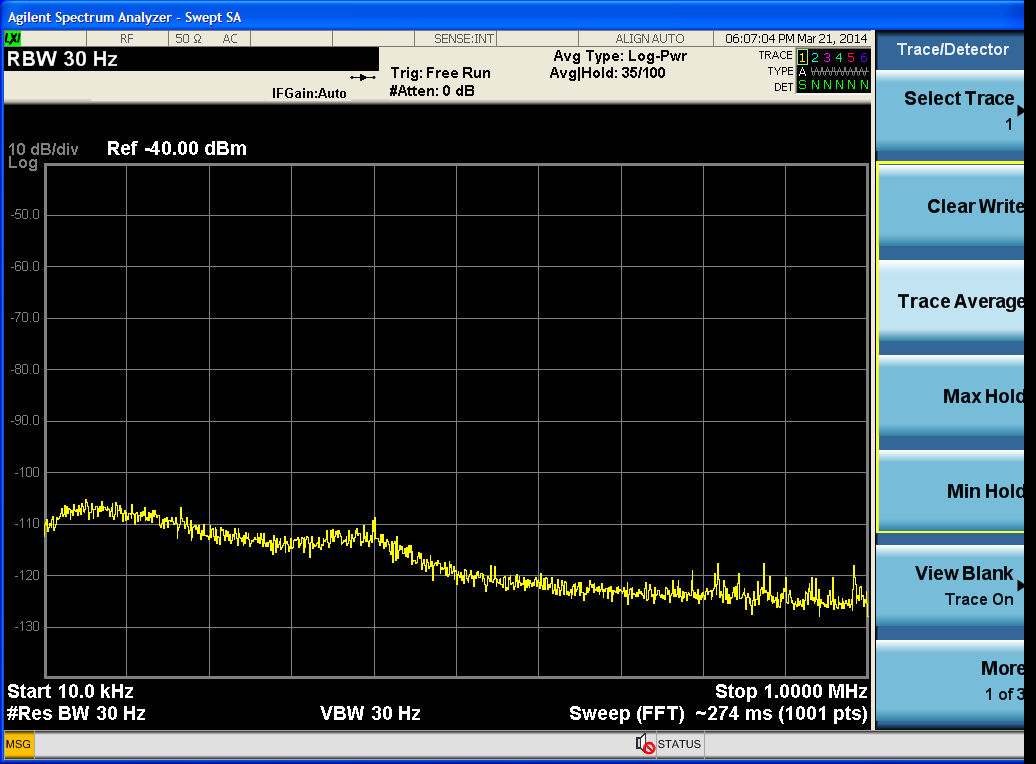 Agilent Spectrum Analyzer - Swept SA
LXI RF 50 Ω AC SENSE:INT ALIGN AUTO 06:07:04 PM Mar 21, 2014
RBW 30 Hz
IFGain:Auto
Trig: Free Run
#Atten: 0 dB
Avg Type: Log-Pwr
Avg|Hold: 35/100
TRACE 1 2 3 4 5 6
TYPE A WWWWW
DET S N N N N N
10 dB/div
Log
Ref -40.00 dBm
-50.0
-60.0
-70.0
-80.0
-90.0
-100
-110
-120
-130
Start 10.0 kHz
Stop 1.0000 MHz
#Res BW 30 Hz
VBW 30 Hz
Sweep (FFT) ~274 ms (1001 pts)
MSG
STATUS
Trace/Detector
Select Trace
1
Clear Write
Trace Average
Max Hold
Min Hold
View Blank
Trace On
More
1 of 3